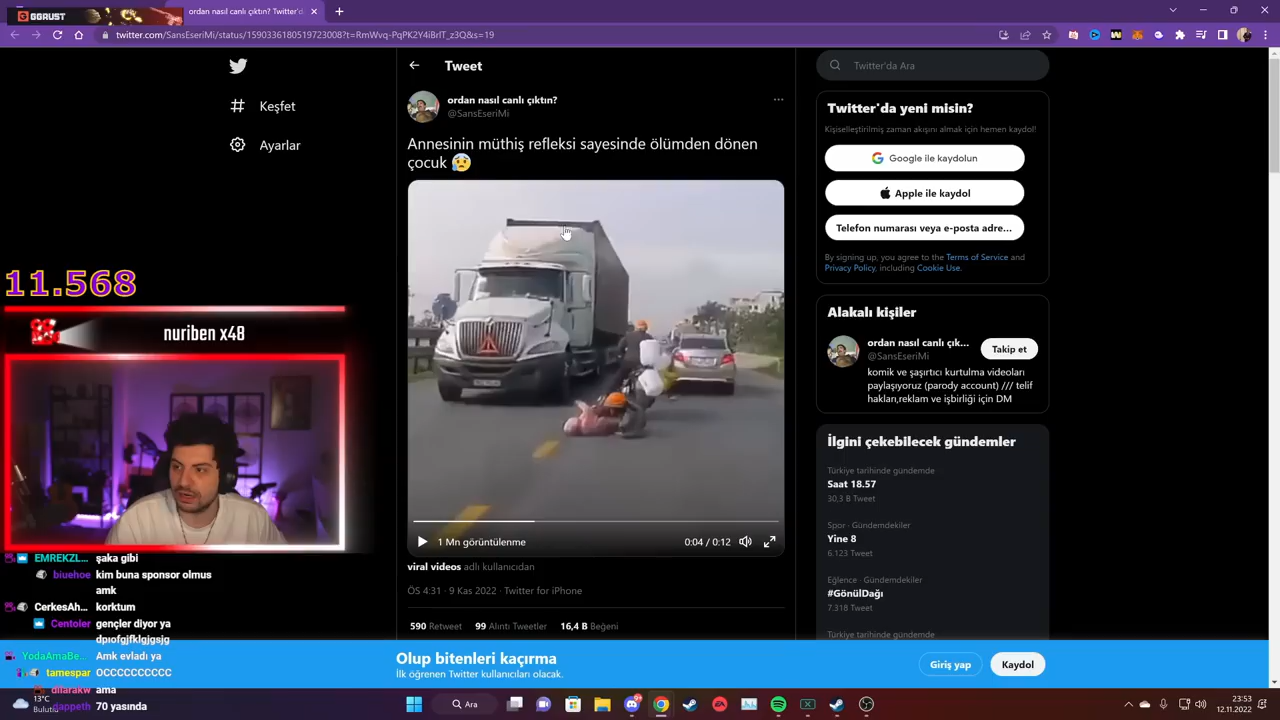 GGRUST
ordan nasıl canlı çıktın? Twitter'd
twitter.com/SansEseriMi/status/1590336180519723008?t=RmWvq-PqPK2Y4iBrIT_z3Q&s=19
Keşfet
Ayarlar
11.568
nuriben x48
EMREKZL... şaka gibi
biuehoe kim buna sponsor olmus
amk
CerkesAh... korktum
Centoler gençler diyor ya
dpıofgjfklgjgsjg
YodaAmaBe... Amk evladı ya
tamespar OCCCCCCCCCC
dilarakw ama
dappeth 70 yasında
Tweet
ordan nasıl canlı çıktın?
@SansEseriMi
Annesinin müthiş refleksi sayesinde ölümden dönen
çocuk 😰
1 Mn görüntülenme
0:04 / 0:12
viral videos adlı kullanıcıdan
ÖS 4:31 · 9 Kas 2022 · Twitter for iPhone
590 Retweet 99 Alıntı Tweetler 16,4 B Beğeni
Twitter'da Ara
Twitter'da yeni misin?
Kişiselleştirilmiş zaman akışını almak için hemen kaydol!
Google ile kaydolun
Apple ile kaydol
Telefon numarası veya e-posta adre...
By signing up, you agree to the Terms of Service and
Privacy Policy, including Cookie Use.
Alakalı kişiler
ordan nasıl canlı çık...
@SansEseriMi
Takip et
komik ve şaşırtıcı kurtulma videoları
paylaşıyoruz (parody account) /// telif
hakları,reklam ve işbirliği için DM
İlgini çekebilecek gündemler
Türkiye tarihinde gündemde
Saat 18.57
30,3 B Tweet
Spor · Gündemdekiler
Yine 8
6.123 Tweet
Eğlence · Gündemdekiler
#GönülDağı
7.318 Tweet
Türkiye tarihinde gündemde
Olup bitenleri kaçırma
İlk öğrenen Twitter kullanıcıları olacak.
Giriş yap
Kaydol
13°C
Bulutlu
Ara
23:53
12.11.2022